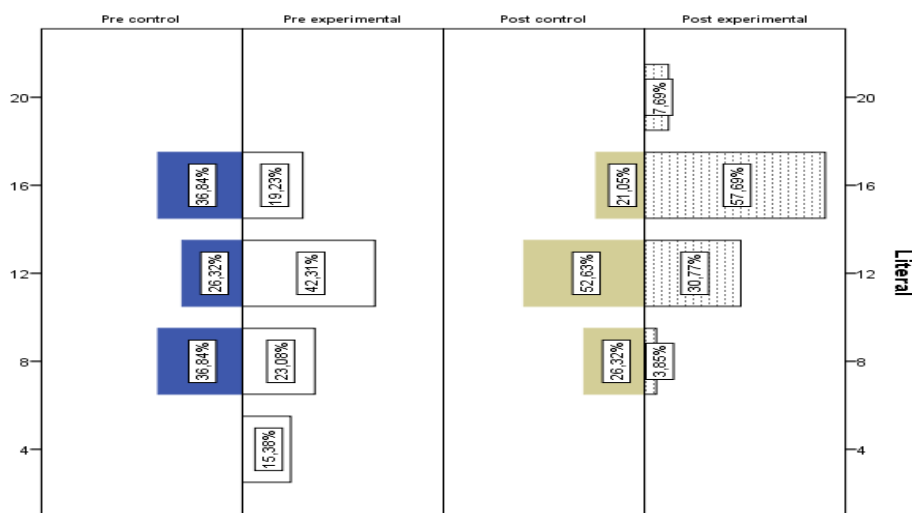 Pre control Pre experimental Post control Post experimental
20 7,69% 20
16 36,84% 19,23% 21,05% 57,69% 16
12 26,32% 42,31% 52,63% 30,77% 12
Literal
8 36,84% 23,08% 26,32% 3,85% 8
4 15,38% 4